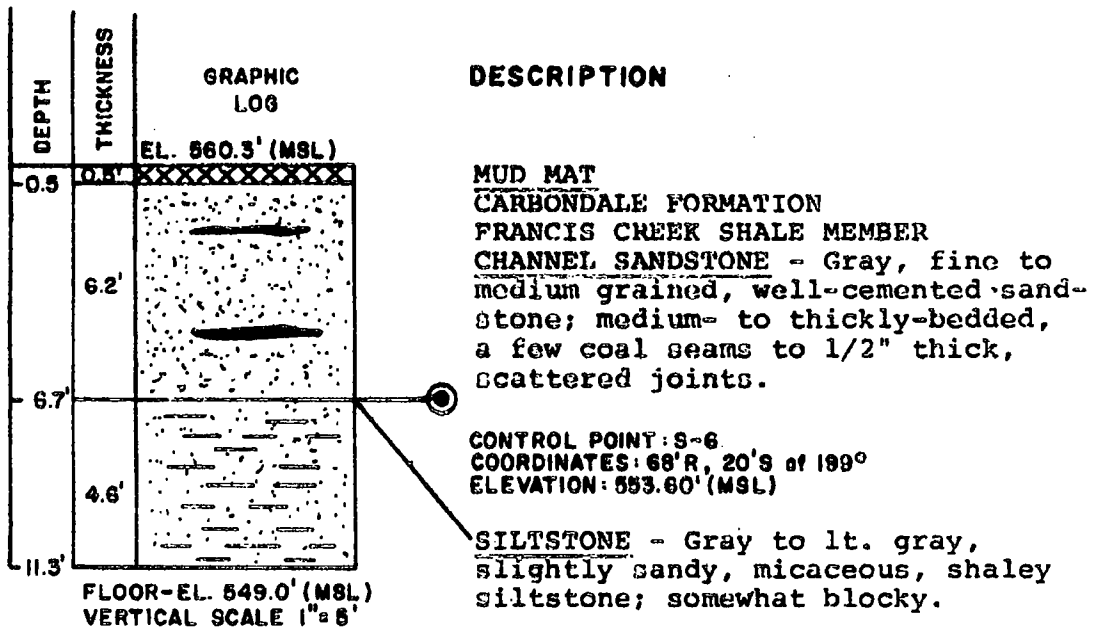 DEPTH
THICKNESS
GRAPHIC
LOG
DESCRIPTION
EL. 560.3' (MSL)
0.5'
0.5
6.2'
6.7'
4.6'
11.3'
FLOOR-EL. 549.0' (MSL)
VERTICAL SCALE 1"= 5'
MUD MAT
CARBONDALE FORMATION
FRANCIS CREEK SHALE MEMBER
CHANNEL SANDSTONE - Gray, fine to
medium grained, well-cemented sand-
stone; medium- to thickly-bedded,
a few coal seams to 1/2" thick,
scattered joints.
CONTROL POINT: S-6
COORDINATES: 68'R, 20'S of 199°
ELEVATION: 553.60' (MSL)
SILTSTONE - Gray to lt. gray,
slightly sandy, micaceous, shaley
siltstone; somewhat blocky.